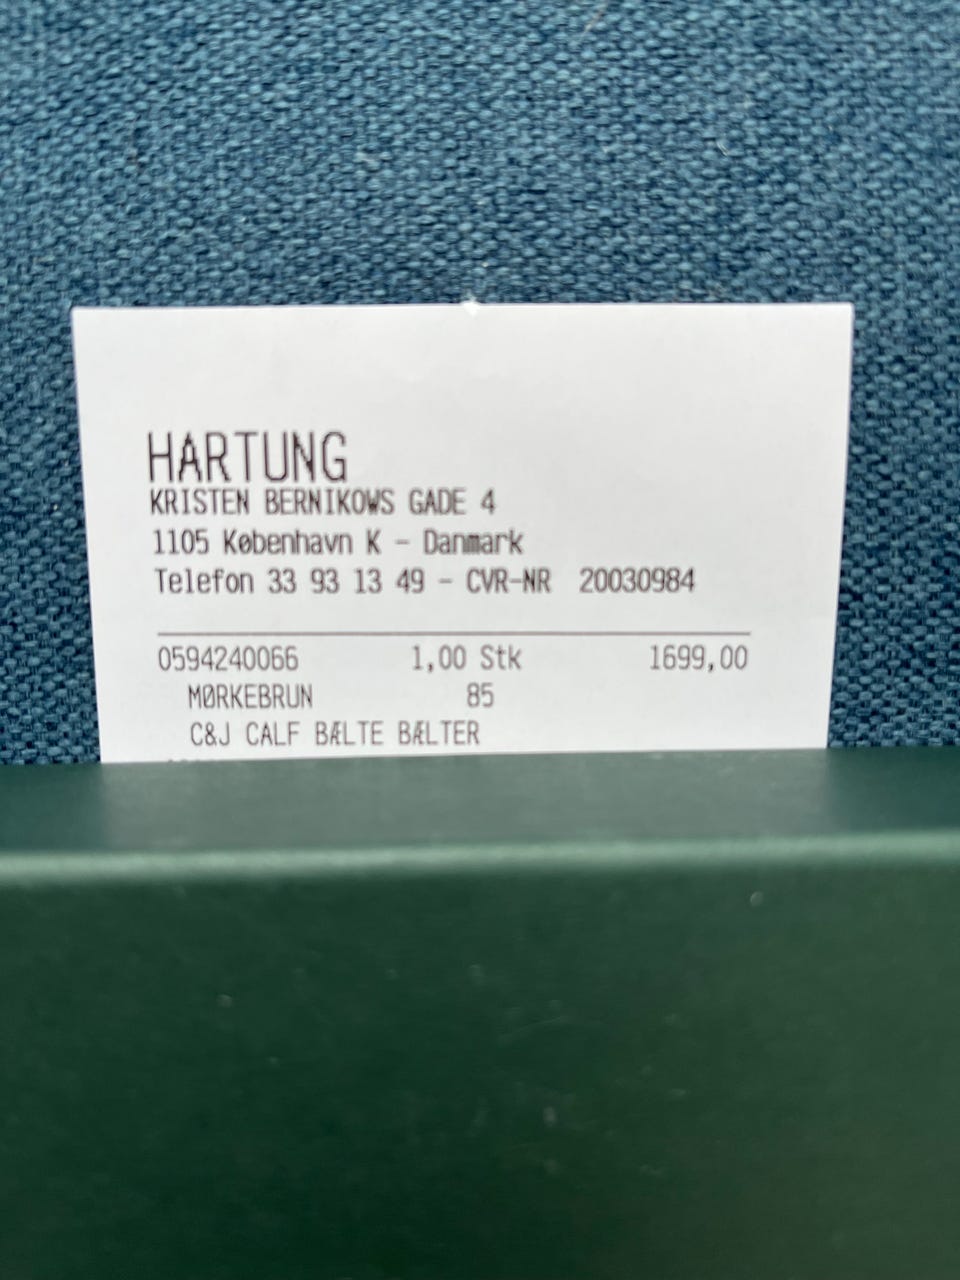 HARTUNG
KRISTEN BERNIKOWS GADE 4
1105 København K - Danmark
Telefon 33 93 13 49 - CVR-NR 20030984
0594240066 1,00 Stk 1699,00
MØRKEBRUN 85
C&J CALF BÆLTE BÆLTER